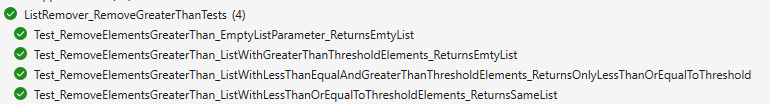 ListRemover_RemoveGreaterThanTests (4)
Test_RemoveElementsGreaterThan_EmptyListParameter_ReturnsEmtyList
Test_RemoveElementsGreaterThan_ListWithGreaterThanThresholdElements_ReturnsEmtyList
Test_RemoveElementsGreaterThan_ListWithLessThanEqualAndGreaterThanThresholdElements_ReturnsOnlyLessThanOrEqualToThreshold
Test_RemoveElementsGreaterThan_ListWithLessThanOrEqualToThresholdElements_ReturnsSameList